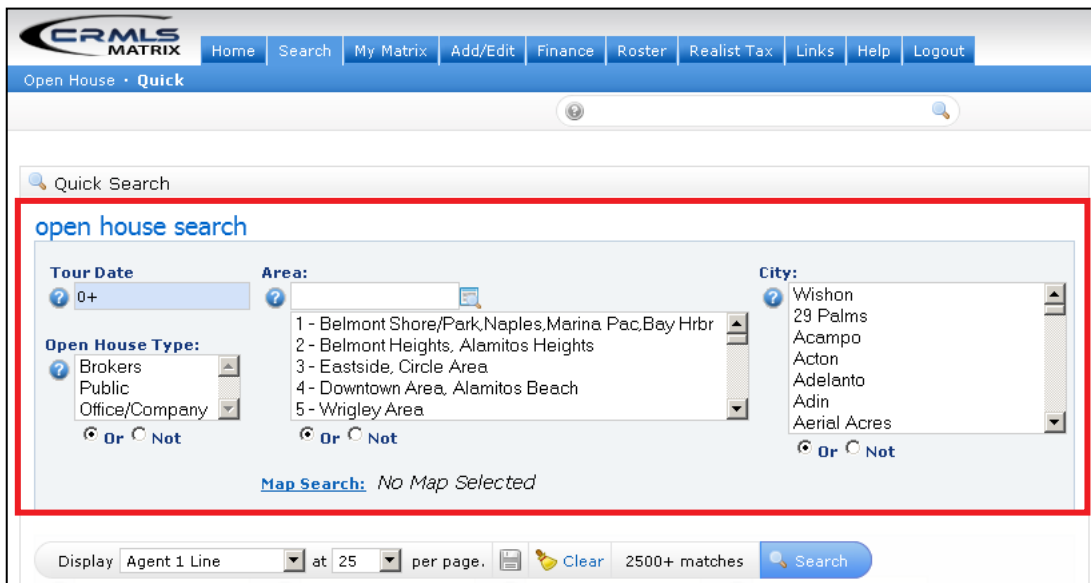 CRMLS
MATRIX
Home Search My Matrix Add/Edit Finance Roster Realist Tax Links Help Logout
Open House · Quick
Quick Search
open house search
Tour Date
0+
Open House Type:
Brokers
Public
Office/Company
Or Not
Area:
1 - Belmont Shore/Park,Naples,Marina Pac,Bay Hrbr
2 - Belmont Heights, Alamitos Heights
3 - Eastside, Circle Area
4 - Downtown Area, Alamitos Beach
5 - Wrigley Area
Or Not
Map Search: No Map Selected
City:
Wishon
29 Palms
Acampo
Acton
Adelanto
Adin
Aerial Acres
Or Not
Display Agent 1 Line at 25 per page. Clear 2500+ matches Search